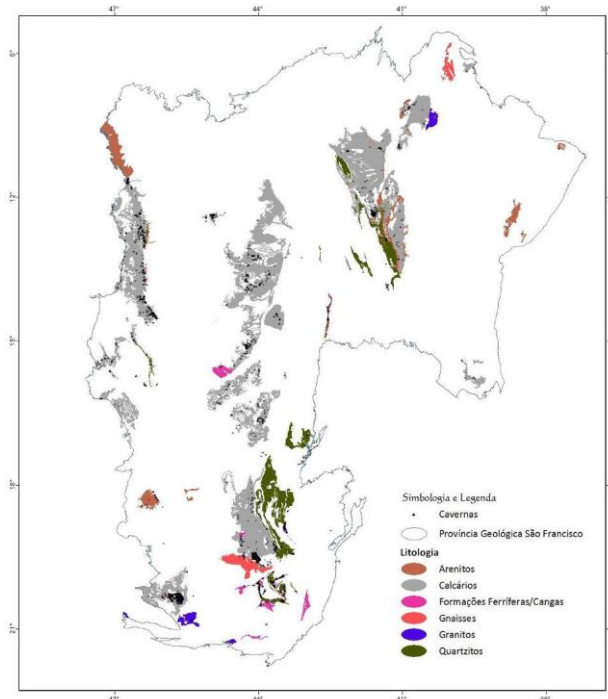 47° 44° 41° 38°
9°
12°
15°
18°
21°
Simbologia e Legenda
Cavernas
Província Geológica São Francisco
Litologia
Arenitos
Calcários
Formações Ferríferas/Cangas
Gnaisses
Granitos
Quartzitos